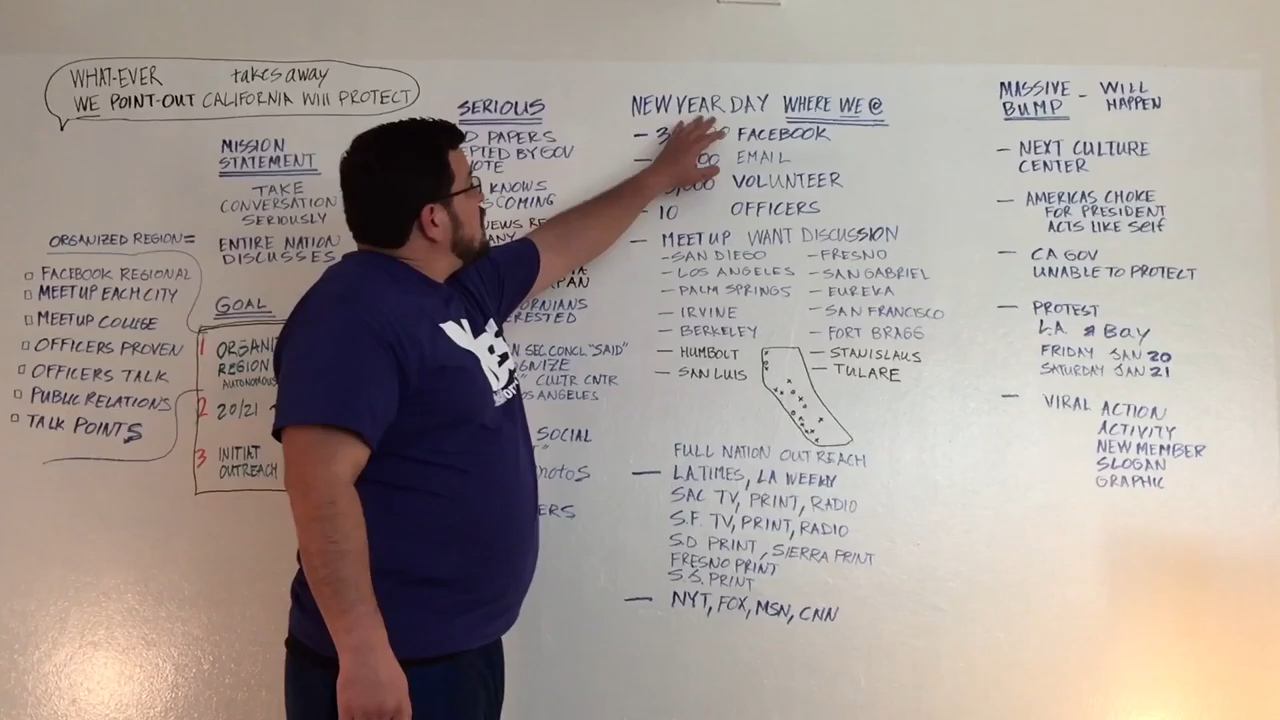 WHAT-EVER takes away
WE POINT-OUT CALIFORNIA Will PROTECT
MISSION
STATEMENT
TAKE
CONVERSATION
SERIOUSLY
ENTIRE NATION
DISCUSSES
ORGANIZED REGION=
FACEBOOK REGIONAL
MEETUP EACH CITY
MEETUP COLLEGE
OFFICERS PROVEN
OFFICERS TALK
PUBLIC RELATIONS
TALK POINTS
GOAL
1
REGION
2 20/21
3 INITIAT
OUTREACH
SERIOUS
PAPERS
BY GOV
KNOWS
COMING
SEC. CONCL. "SAID"
CULTR CNTR
ANGELES
SOCIAL
NEW YEAR DAY WHERE WE @
- 3 FACEBOOK
- EMAIL
VOLUNTEER
- 10 OFFICERS
- MEETUP WANT DISCUSSION
- SAN DIEGO
- LOS ANGELES
- PALM SPRINGS
- IRVINE
- BERKELEY
- HUMBOLT
- SAN LUIS
- FRESNO
- SAN GABRIEL
- EUREKA
- SAN FRANCISCO
- FORT BRAGG
- STANISLAUS
- TULARE
FULL NATION OUTREACH
- LA TIMES, LA WEEKLY
SAC TV, PRINT, RADIO
S.F. TV, PRINT, RADIO
S.D PRINT, SIERRA PRINT
FRESNO PRINT
S.S. PRINT
- NYT, FOX, MSN, CNN
MASSIVE - WILL
BUMP HAPPEN
- NEXT CULTURE
CENTER
- AMERICAS CHOICE
FOR PRESIDENT
ACTS LIKE SElf
- CA GOV
UNABLE TO PROTECT
- PROTEST
L.A. & Bay
FRIDAY JAN 20
SATURDAY JAN 21
- VIRAL ACTION
ACTIVITY
NEW MEMBER
SLOGAN
GRAPHIC